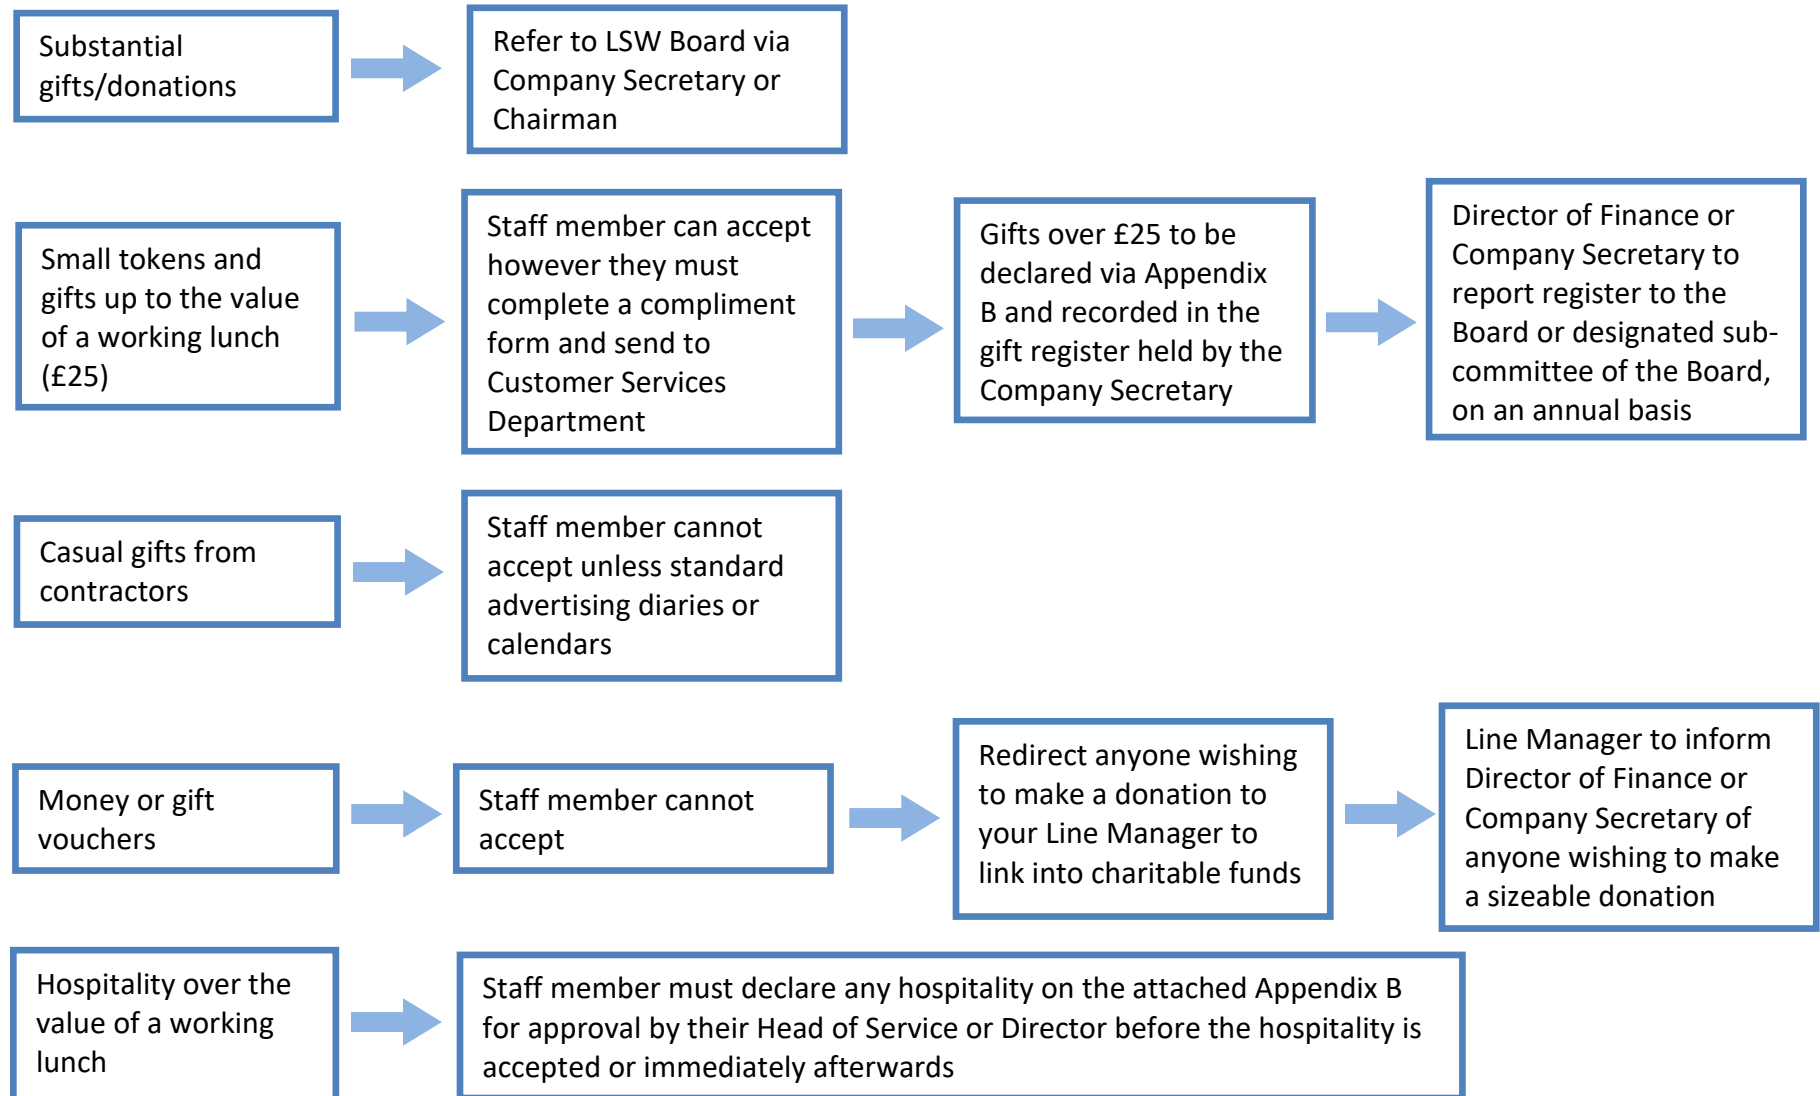 Substantial
gifts/donations
Refer to LSW Board via
Company Secretary or
Chairman
Small tokens and
gifts up to the value
of a working lunch
(£25)
Staff member can accept
however they must
complete a compliment
form and send to
Customer Services
Department
Gifts over £25 to be
declared via Appendix
B and recorded in the
gift register held by the
Company Secretary
Director of Finance or
Company Secretary to
report register to the
Board or designated sub-
committee of the Board,
on an annual basis
Casual gifts from
contractors
Staff member cannot
accept unless standard
advertising diaries or
calendars
Money or gift
vouchers
Staff member cannot
accept
Redirect anyone wishing
to make a donation to
your Line Manager to
link into charitable funds
Line Manager to inform
Director of Finance or
Company Secretary of
anyone wishing to make
a sizeable donation
Hospitality over the
value of a working
lunch
Staff member must declare any hospitality on the attached Appendix B
for approval by their Head of Service or Director before the hospitality is
accepted or immediately afterwards